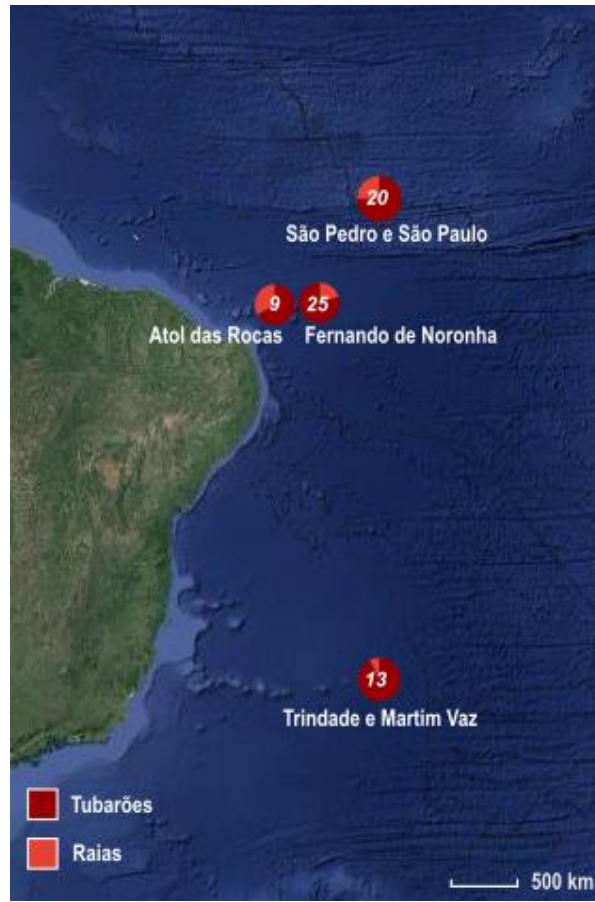 20
São Pedro e São Paulo
9
25
Atol das Rocas
Fernando de Noronha
13
Trindade e Martim Vaz
Tubarões
Raias
500 km